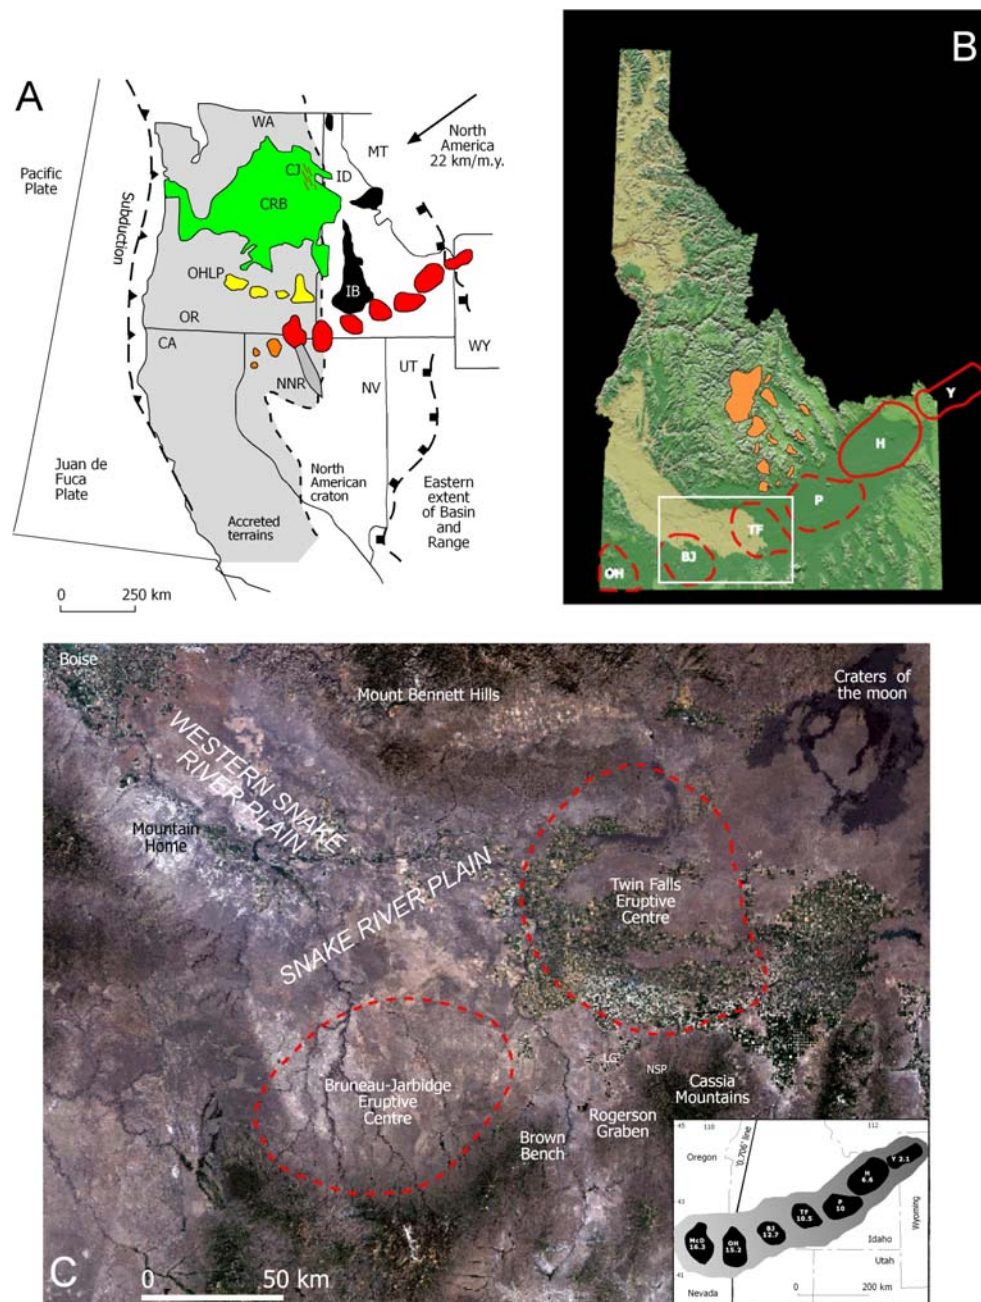 A
WA
MT
North
America
22 km/m.y.
Pacific
Plate
CJ
ID
CRB
Subduction
OHLP
IB
OR
CA
WY
UT
NNR
NV
Juan de
Fuca
Plate
North
American
craton
Eastern
extent
of Basin
and
Range
Accreted
terrains
0 250 km
B
Y
H
P
TF
BJ
OH
Boise
Mount Bennett Hills
Craters of
the moon
WESTERN SNAKE
RIVER PLAIN
Mountain
Home
SNAKE RIVER PLAIN
Twin Falls
Eruptive
Centre
Bruneau-Jarbidge
Eruptive
Centre
LG
NSP
Cassia
Mountains
Rogerson
Graben
Brown
Bench
C
0 50 km
45 110 112
Oregon
'0.706' line
Y 2.1
H
6.6
43
P
10
TF
10.5
BJ
12.7
OH
15.2
McD
16.3
Wyoming
Idaho
Utah
41
Nevada
0 200 km